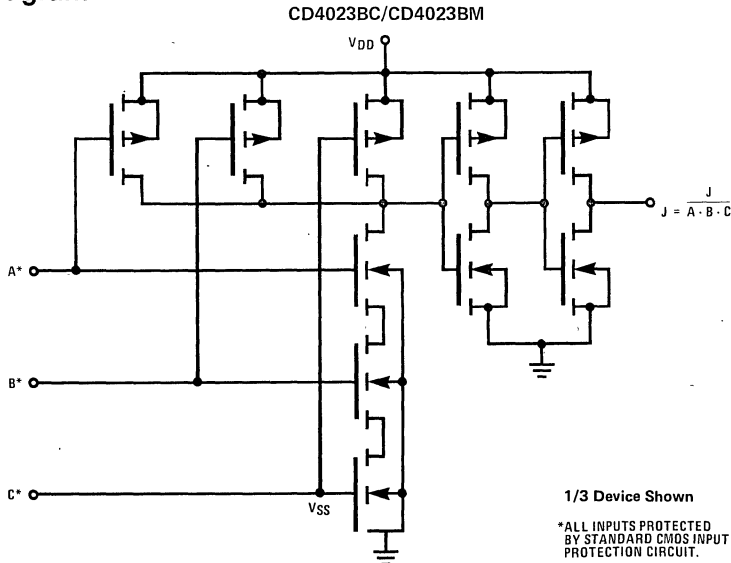 CD4023BC/CD4023BM
VDD
J
J = A · B · C
A*
B*
C*
VSS
1/3 Device Shown
*ALL INPUTS PROTECTED
BY STANDARD CMOS INPUT
PROTECTION CIRCUIT.